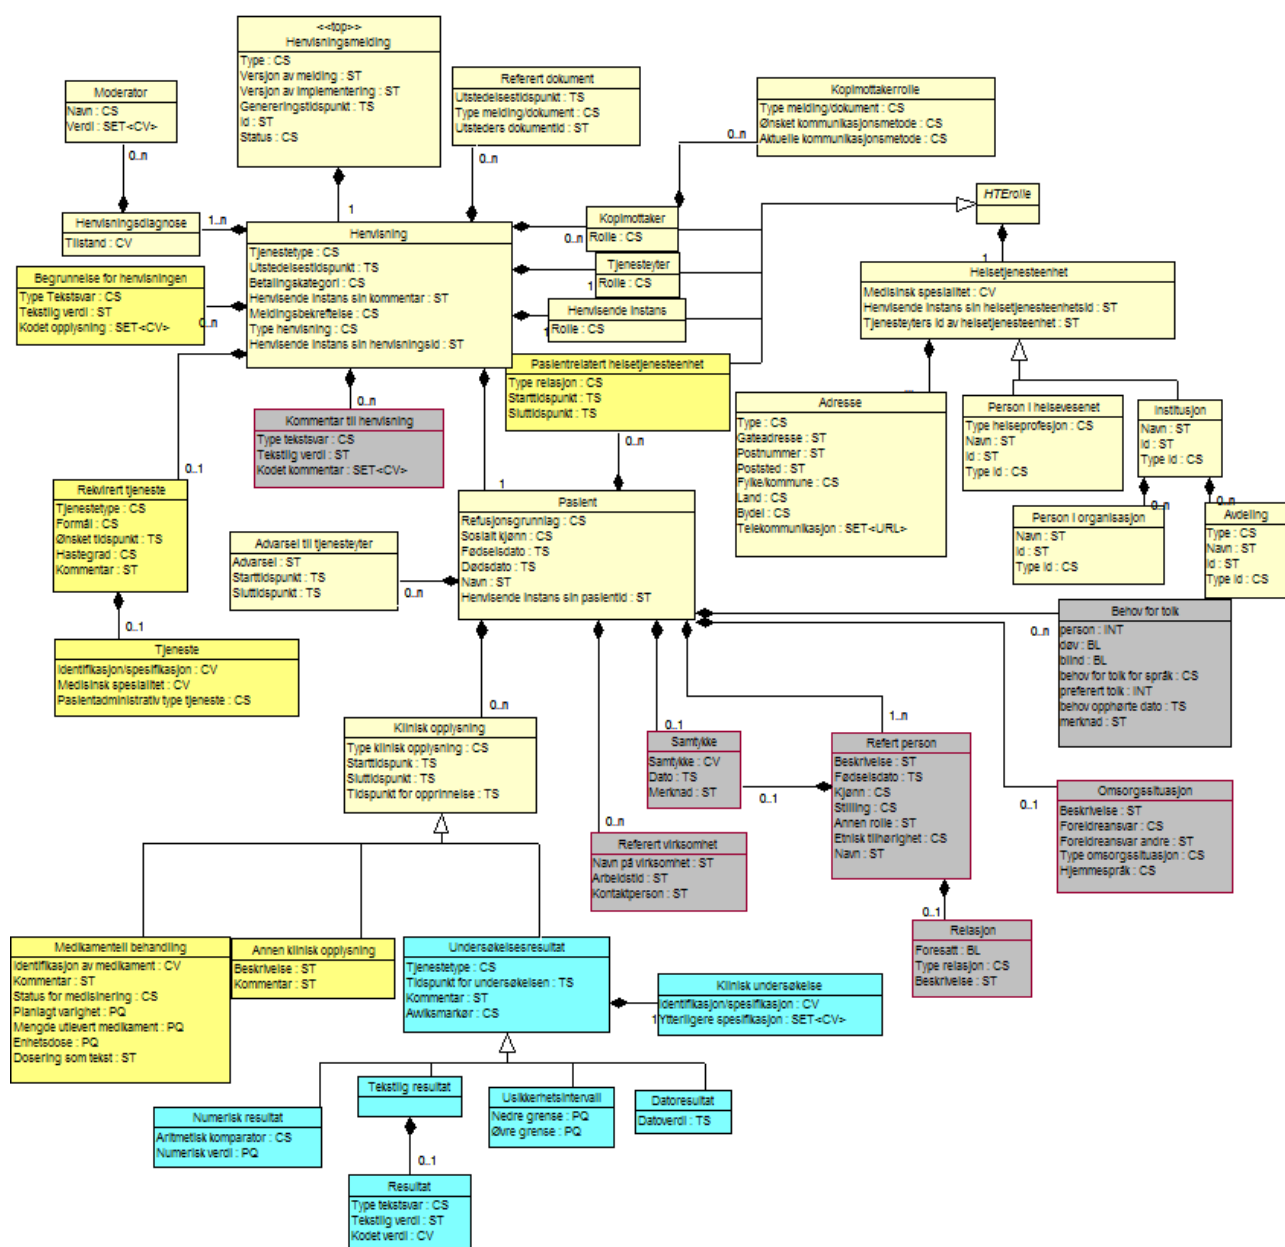 <<top>>
Henvisningsmelding
Type : CS
Versjon av melding : ST
Versjon av implementering : ST
Genereringstidspunkt : TS
Id : ST
Status : CS
Moderator
Navn : CS
Verdi : SET<CV>
0..n
Referert dokument
Utstedelsestidspunkt : TS
Type melding/dokument : CS
Utsteders dokumentid : ST
0..n
Kopimottakerrolle
Type melding/dokument : CS
Ønsket kommunikasjonsmetode : CS
Aktuelle kommunikasjonsmetode : CS
0..n
1
HTErolle
Henvisningsdiagnose
Tilstand : CV
1..n
Henvisning
Tjenestetype : CS
Utstedelsestidspunkt : TS
Betalingskategori : CS
Henvisende instans sin kommentar : ST
Meldingsbekreftelse : CS
Type henvisning : CS
Henvisende instans sin henvisningsid : ST
Kopimottaker
Rolle : CS
0..n
Tjenesteyter
Rolle : CS
1
Henvisende instans
Rolle : CS
1
1
Helsetjenesteenhet
Medisinsk spesialitet : CV
Henvisende instans sin helsetjenesteenhetsid : ST
Tjenesteyters id av helsetjenesteenhet : ST
Begrunnelse for henvisningen
Type Tekstsvar : CS
Tekstlig verdi : ST
Kodet opplysning : SET<CV>
0..n
Pasientrelatert helsetjenesteenhet
Type relasjon : CS
Starttidspunkt : TS
Sluttidspunkt : TS
0..n
0..n
Kommentar til henvisning
Type tekstsvar : CS
Tekstlig verdi : ST
Kodet kommentar : SET<CV>
Adresse
Type : CS
Gateadresse : ST
Postnummer : ST
Poststed : ST
Fylke/kommune : CS
Land : CS
Bydel : CS
Telekommunikasjon : SET<URL>
Person i helsevesenet
Type helseprofesjon : CS
Navn : ST
Id : ST
Type id : CS
Institusjon
Navn : ST
Id : ST
Type id : CS
0..n
0..n
Person i organisasjon
Navn : ST
Id : ST
Type id : CS
Avdeling
Type : CS
Navn : ST
Id : ST
Type id : CS
0..1
Rekvirert tjeneste
Tjenestetype : CS
Formål : CS
Ønsket tidspunkt : TS
Hastegrad : CS
Kommentar : ST
0..1
Tjeneste
Identifikasjon/spesifikasjon : CV
Medisinsk spesialitet : CV
Pasientadministrativ type tjeneste : CS
Advarsel til tjenesteyter
Advarsel : ST
Starttidspunkt : TS
Sluttidspunkt : TS
0..n
1
Pasient
Refusjonsgrunnlag : CS
Sosialt kjønn : CS
Fødselsdato : TS
Dødsdato : TS
Navn : ST
Henvisende instans sin pasientid : ST
0..n
Behov for tolk
person : INT
døv : BL
blind : BL
behov for tolk for språk : CS
preferert tolk : INT
behov opphørte dato : TS
merknad : ST
0..n
Klinisk opplysning
Type klinisk opplysning : CS
Starttidspunk : TS
Sluttidspunkt : TS
Tidspunkt for opprinnelse : TS
0..1
Samtykke
Samtykke : CV
Dato : TS
Merknad : ST
0..1
1..n
Refert person
Beskrivelse : ST
Fødselsdato : TS
Kjønn : CS
Stilling : CS
Annen rolle : ST
Etnisk tilhørighet : CS
Navn : ST
0..1
Omsorgssituasjon
Beskrivelse : ST
Foreldreansvar : CS
Foreldreansvar andre : ST
Type omsorgssituasjon : CS
Hjemmespråk : CS
0..n
Referert virksomhet
Navn på virksomhet : ST
Arbeidstid : ST
Kontaktperson : ST
0..1
Relasjon
Foresatt : BL
Type relasjon : CS
Beskrivelse : ST
Medikamentell behandling
Identifikasjon av medikament : CV
Kommentar : ST
Status for medisinering : CS
Planlagt varighet : PQ
Mengde utlevert medikament : PQ
Enhetsdose : PQ
Dosering som tekst : ST
Annen klinisk opplysning
Beskrivelse : ST
Kommentar : ST
Undersøkelsesresultat
Tjenestetype : CS
Tidspunkt for undersøkelsen : TS
Kommentar : ST
Avviksmarkør : CS
Klinisk undersøkelse
Identifikasjon/spesifikasjon : CV
Ytterligere spesifikasjon : SET<CV>
1
Numerisk resultat
Aritmetisk komparator : CS
Numerisk verdi : PQ
Tekstlig resultat
Usikkerhetsintervall
Nedre grense : PQ
Øvre grense : PQ
Datoresultat
Datoverdi : TS
0..1
Resultat
Type tekstsvar : CS
Tekstlig verdi : ST
Kodet verdi : CV